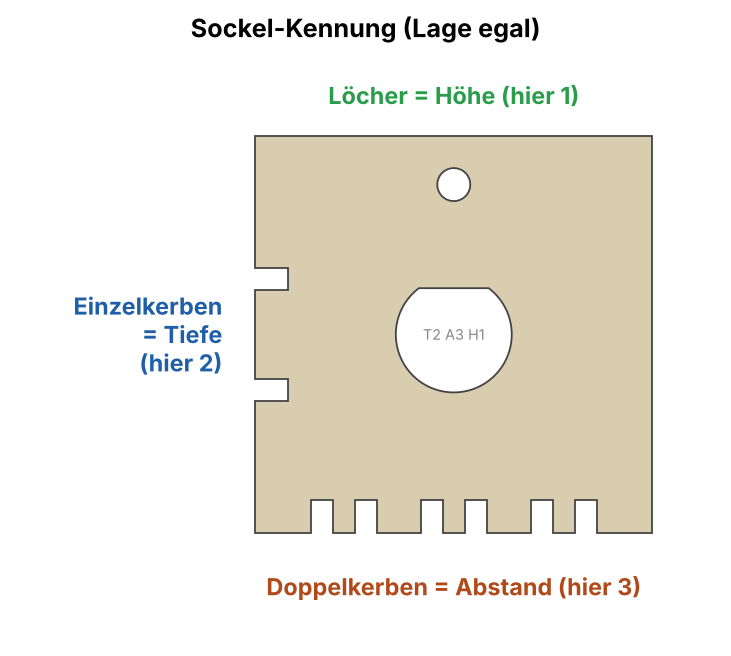 Sockel-Kennung (Lage egal)
Löcher = Höhe (hier 1)
Einzelkerben
= Tiefe
(hier 2)
T2 A3 H1
Doppelkerben = Abstand (hier 3)